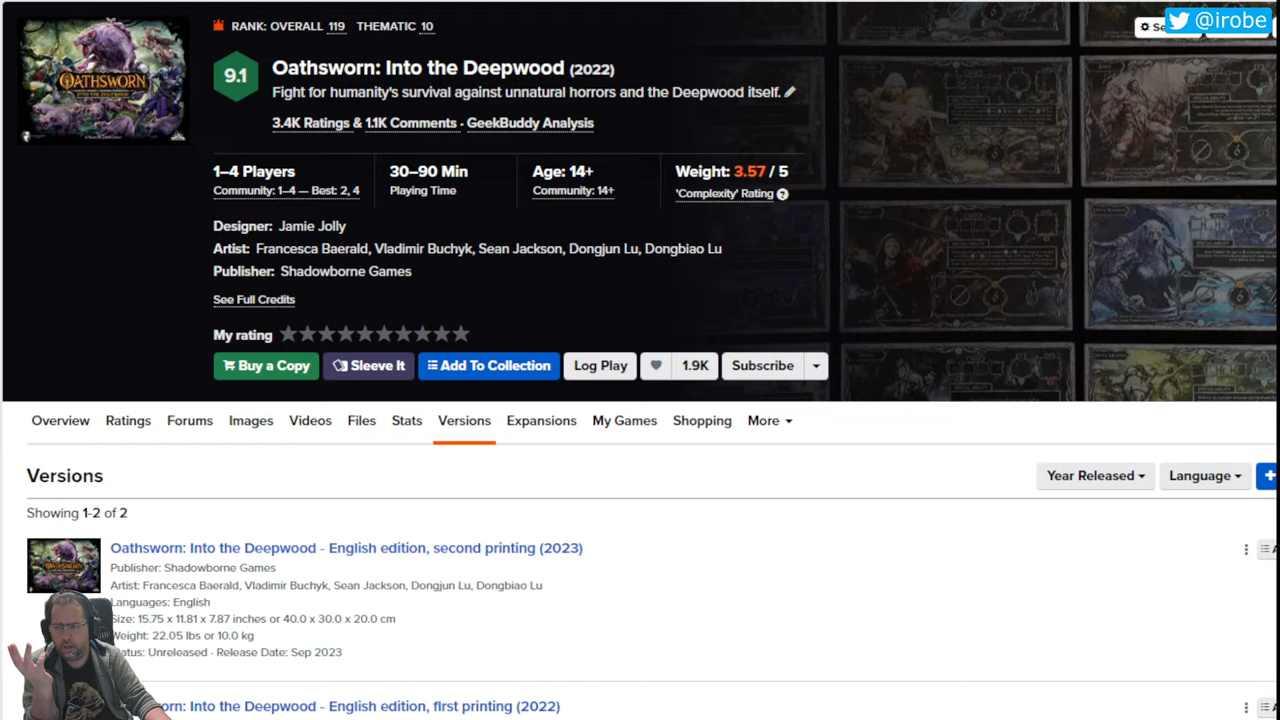 RANK: OVERALL 119 THEMATIC 10
@irobe
OATHSWORN
INTO THE DEEPWOOD
9.1
Oathsworn: Into the Deepwood (2022)
Fight for humanity's survival against unnatural horrors and the Deepwood itself.
3.4K Ratings & 1.1K Comments · GeekBuddy Analysis
1–4 Players
30–90 Min
Age: 14+
Weight: 3.57 / 5
Community: 1–4 — Best: 2, 4
Playing Time
Community: 14+
'Complexity' Rating ?
Designer: Jamie Jolly
Artist: Francesca Baerald, Vladimir Buchyk, Sean Jackson, Dongjun Lu, Dongbiao Lu
Publisher: Shadowborne Games
See Full Credits
My rating
Buy a Copy Sleeve It Add To Collection Log Play 1.9K Subscribe
Overview Ratings Forums Images Videos Files Stats Versions Expansions My Games Shopping More
Versions
Year Released Language +
Showing 1-2 of 2
Oathsworn: Into the Deepwood - English edition, second printing (2023)
Publisher: Shadowborne Games
Artist: Francesca Baerald, Vladimir Buchyk, Sean Jackson, Dongjun Lu, Dongbiao Lu
Languages: English
Size: 15.75 x 11.81 x 7.87 inches or 40.0 x 30.0 x 20.0 cm
Weight: 22.05 lbs or 10.0 kg
Status: Unreleased · Release Date: Sep 2023
orn: Into the Deepwood - English edition, first printing (2022)